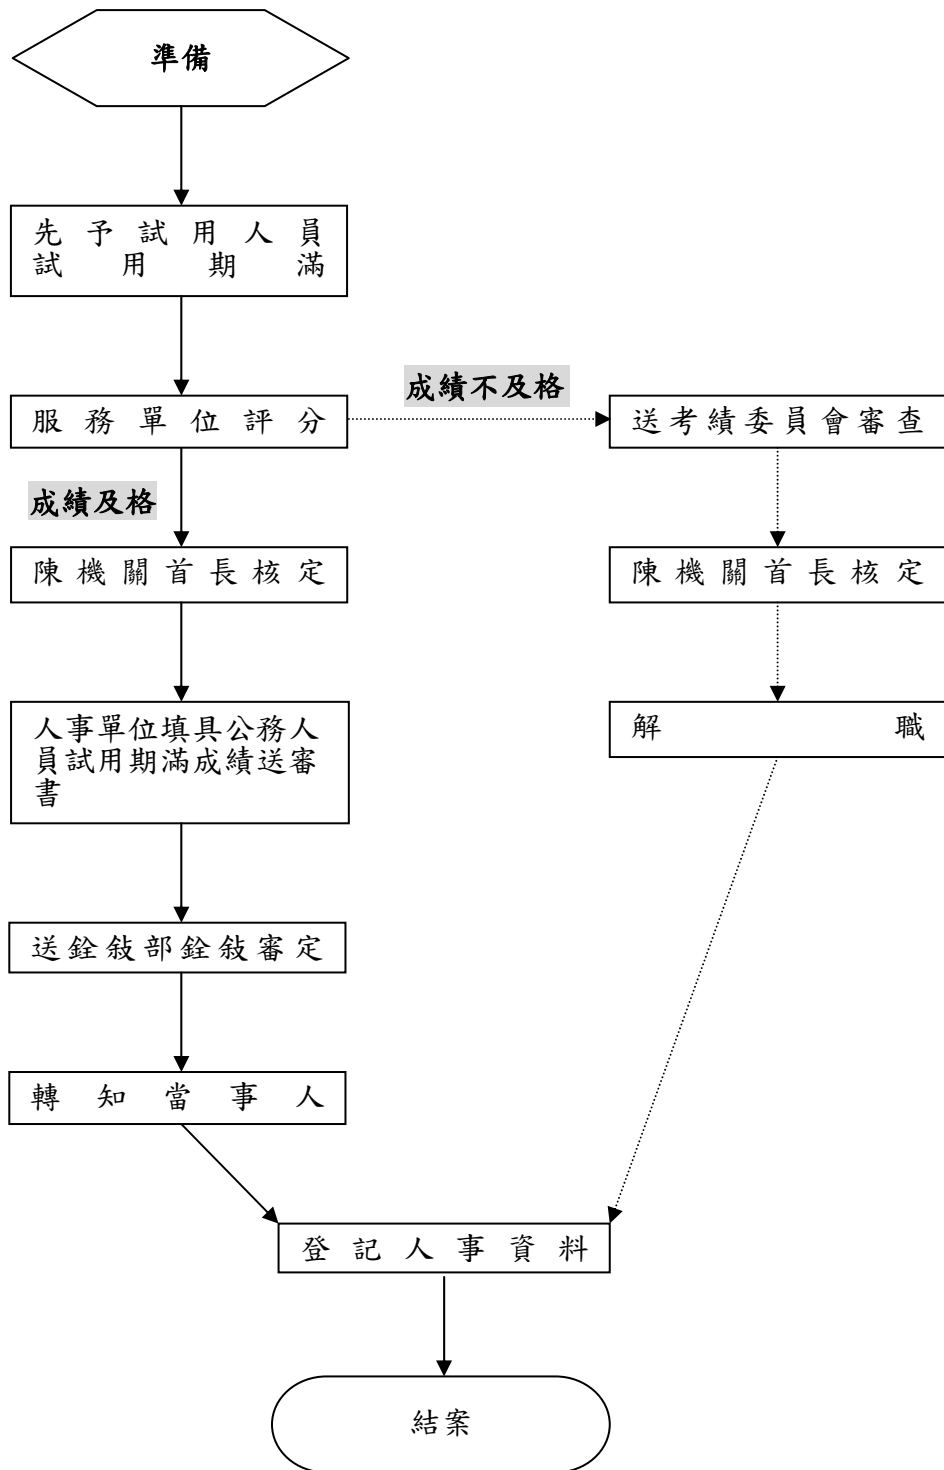 準備
先予試用人員
試用期滿
成績不及格
服務單位評分
送考績委員會審查
成績及格
陳機關首長核定
陳機關首長核定
人事單位填具公務人
員試用期滿成績送審
書
解職
送銓敍部銓敍審定
轉知當事人
登記人事資料
結案